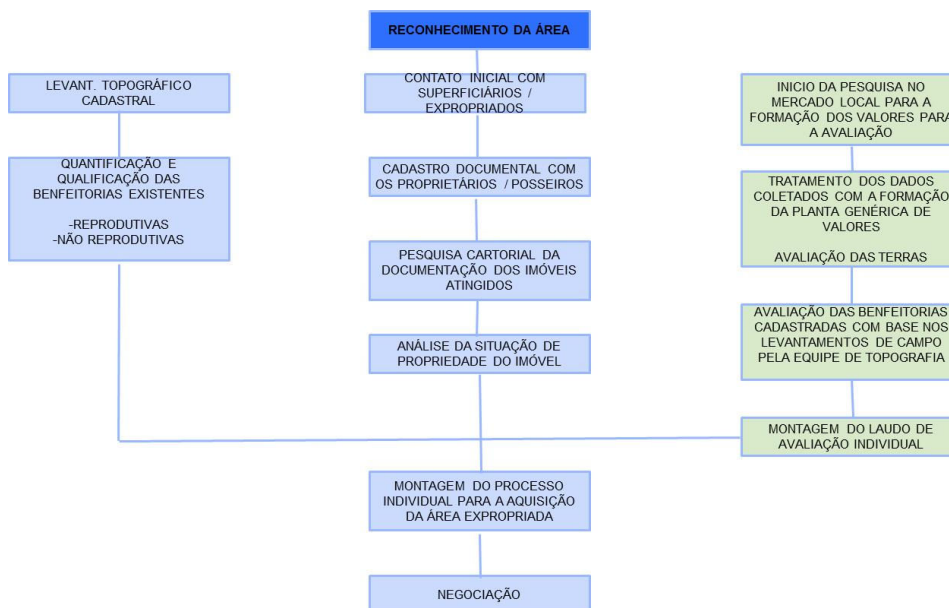 RECONHECIMENTO DA ÁREA
LEVANT. TOPOGRÁFICO
CADASTRAL
QUANTIFICAÇÃO E
QUALIFICAÇÃO DAS
BENFEITORIAS EXISTENTES
-REPRODUTIVAS
-NÃO REPRODUTIVAS
CONTATO INICIAL COM
SUPERFICIÁRIOS /
EXPROPRIADOS
CADASTRO DOCUMENTAL COM
OS PROPRIETÁRIOS / POSSEIROS
PESQUISA CARTORIAL DA
DOCUMENTAÇÃO DOS IMÓVEIS
ATINGIDOS
ANÁLISE DA SITUAÇÃO DE
PROPRIEDADE DO IMÓVEL
INICIO DA PESQUISA NO
MERCADO LOCAL PARA A
FORMAÇÃO DOS VALORES PARA
A AVALIAÇÃO
TRATAMENTO DOS DADOS
COLETADOS COM A FORMAÇÃO
DA PLANTA GENÉRICA DE
VALORES
AVALIAÇÃO DAS TERRAS
AVALIAÇÃO DAS BENFEITORIAS
CADASTRADAS COM BASE NOS
LEVANTAMENTOS DE CAMPO
PELA EQUIPE DE TOPOGRAFIA
MONTAGEM DO LAUDO DE
AVALIAÇÃO INDIVIDUAL
MONTAGEM DO PROCESSO
INDIVIDUAL PARA A AQUISIÇÃO
DA ÁREA EXPROPRIADA
NEGOCIAÇÃO